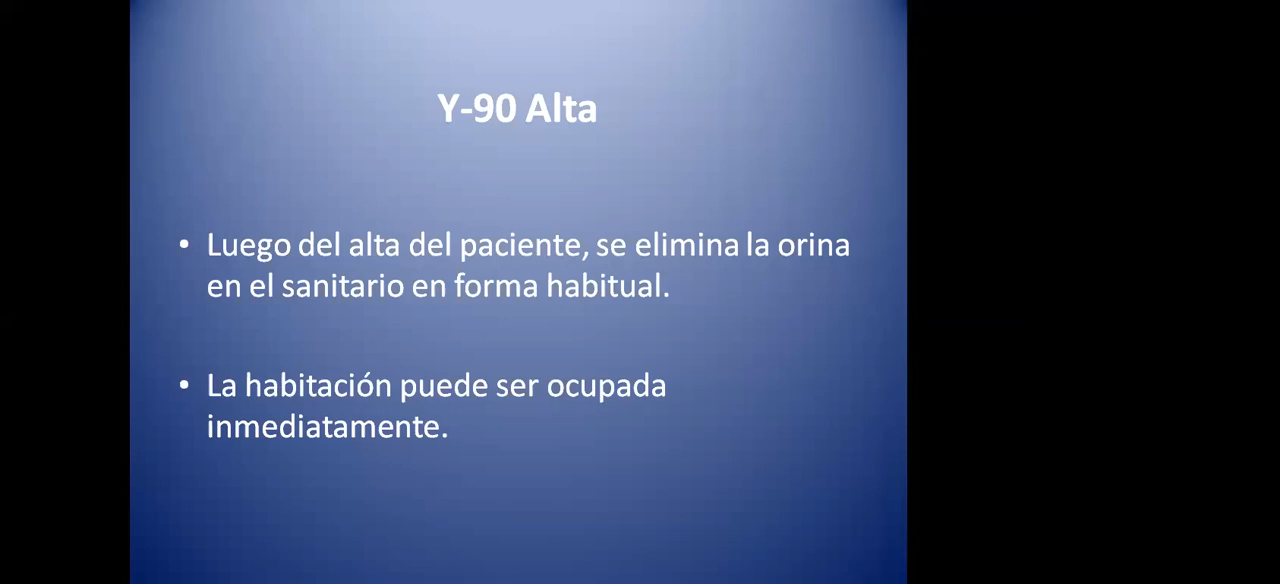 Y-90 Alta
• Luego del alta del paciente, se elimina la orina
en el sanitario en forma habitual.
• La habitación puede ser ocupada
inmediatamente.